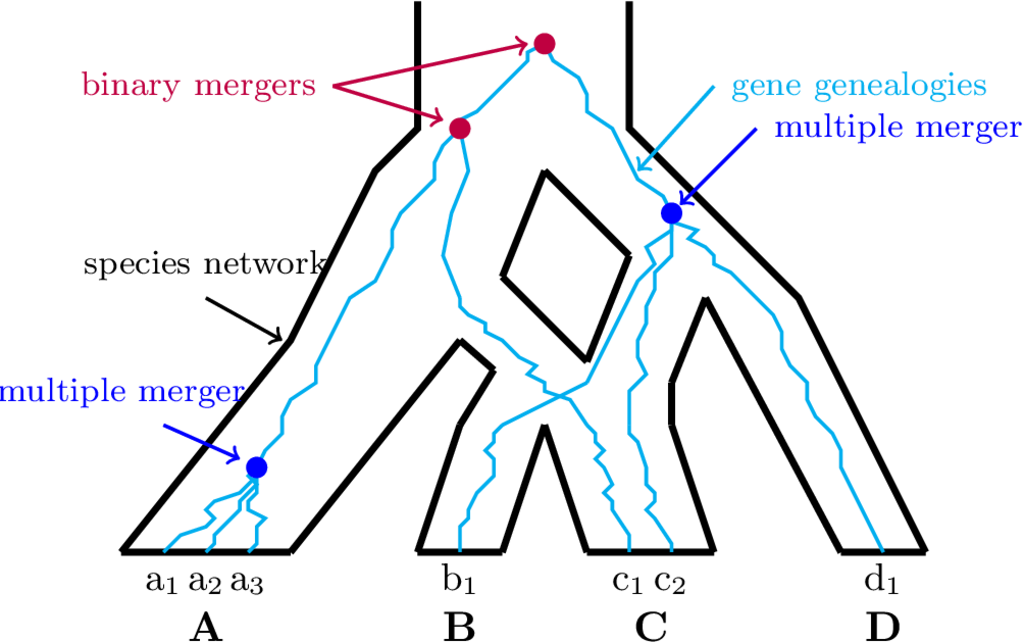 binary mergers
gene genealogies
multiple merger
species network
multiple merger
a₁ a₂ a₃ b₁ c₁ c₂ d₁
A B C D